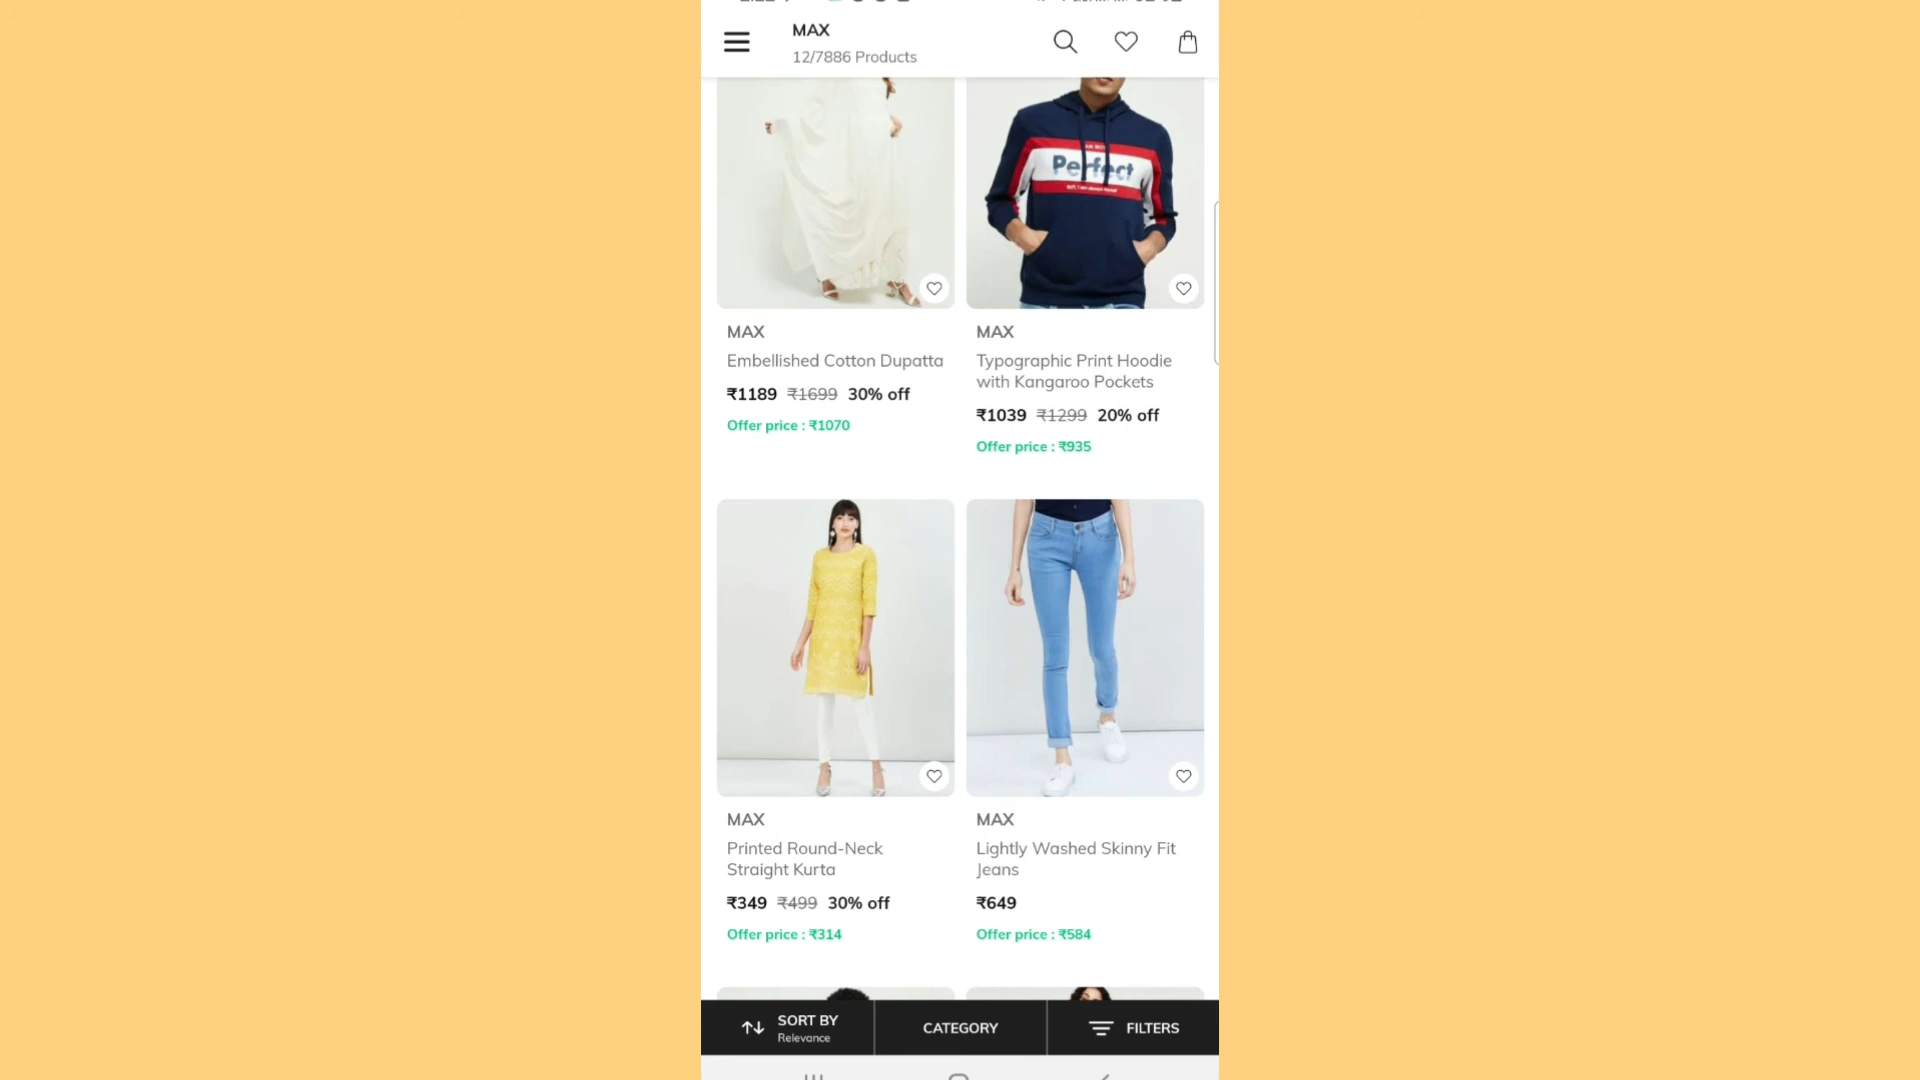 MAX
12/7886 Products
Perfect
MAX
Embellished Cotton Dupatta
₹1189 ₹1699 30% off
Offer price : ₹1070
MAX
Typographic Print Hoodie
with Kangaroo Pockets
₹1039 ₹1299 20% off
Offer price : ₹935
MAX
Printed Round-Neck
Straight Kurta
₹349 ₹499 30% off
Offer price : ₹314
MAX
Lightly Washed Skinny Fit
Jeans
₹649
Offer price : ₹584
SORT BY
Relevance
CATEGORY
FILTERS